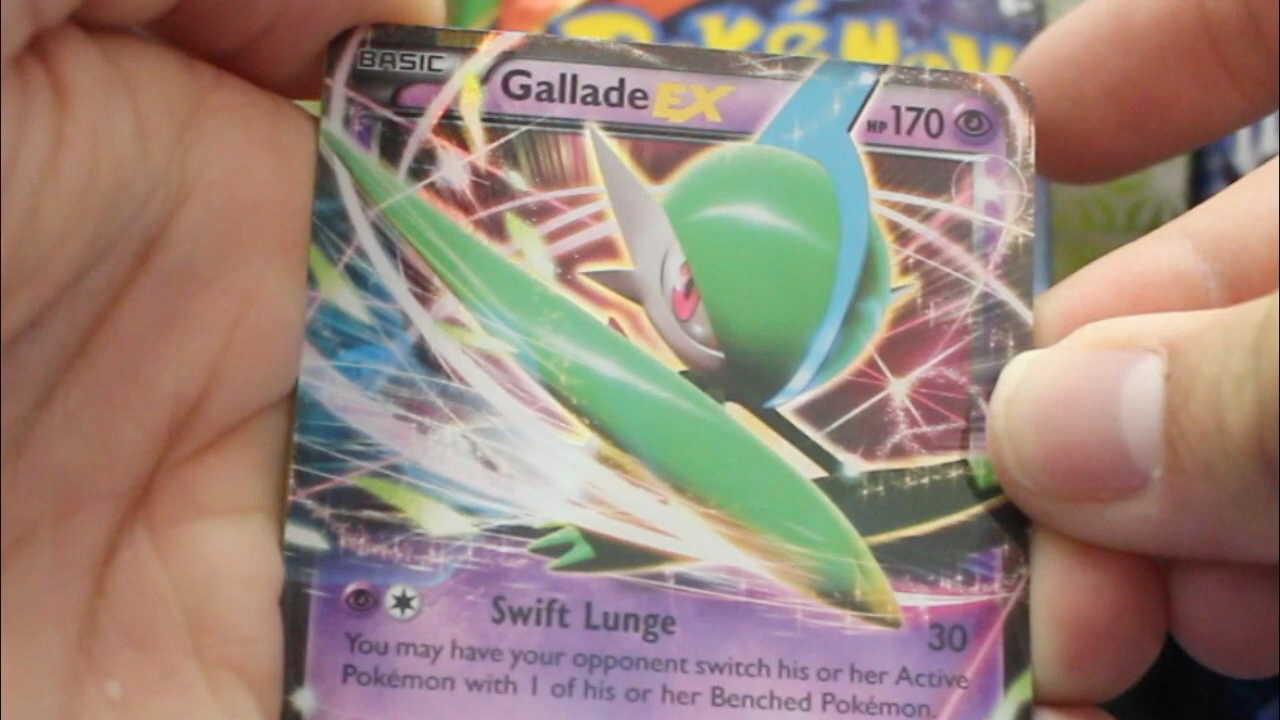 Pokémon
BASIC
Gallade EX
HP 170
Swift Lunge
30
You may have your opponent switch his or her Active
Pokémon with 1 of his or her Benched Pokémon.